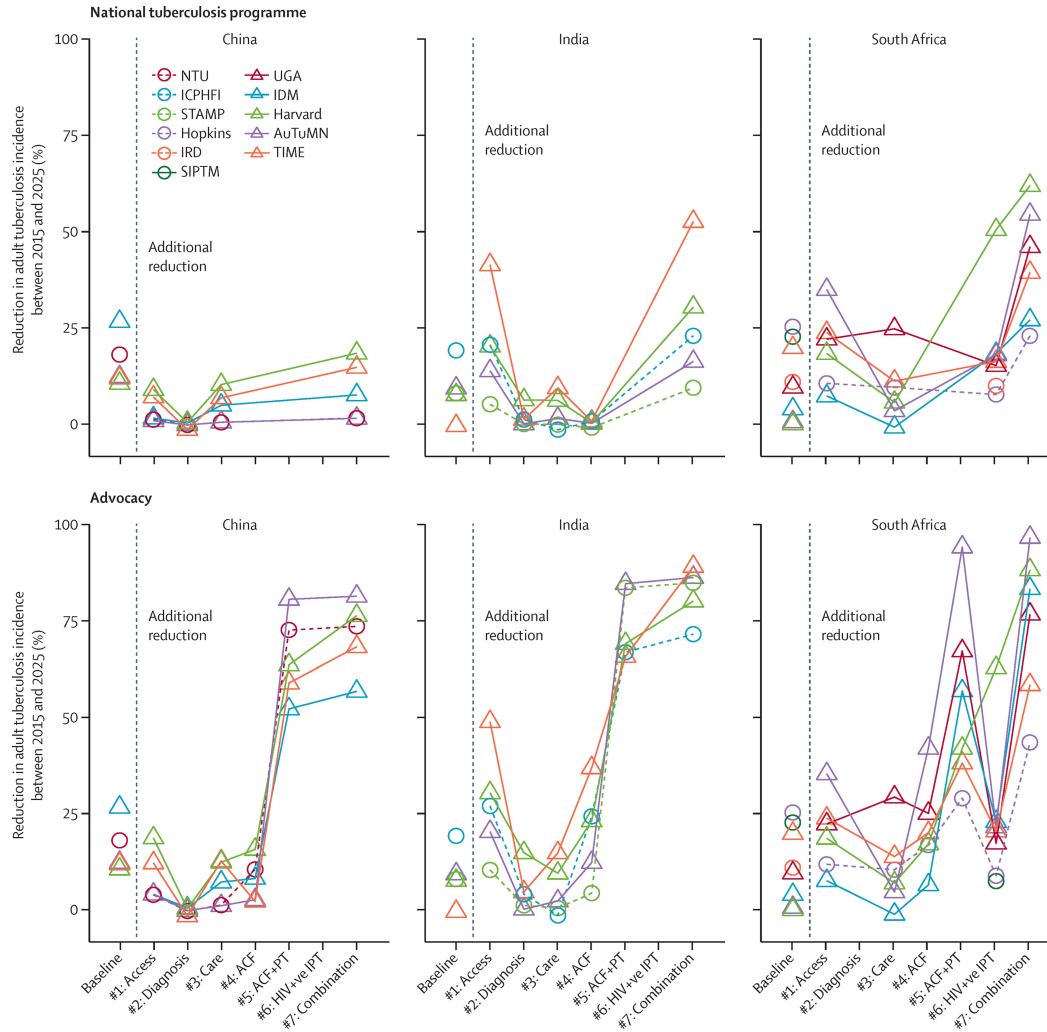 National tuberculosis programme
China
India
South Africa
100
75
50
25
0
Reduction in adult tuberculosis incidence
between 2015 and 2025 (%)
NTU
ICPHFI
STAMP
Hopkins
IRD
SIPTM
UGA
IDM
Harvard
AuTuMN
TIME
Additional
reduction
Additional
reduction
Additional
reduction
Advocacy
China
India
South Africa
100
75
50
25
0
Reduction in adult tuberculosis incidence
between 2015 and 2025 (%)
Additional
reduction
Additional
reduction
Additional
reduction
Baseline
#1: Access
#2: Diagnosis
#3: Care
#4: ACF
#5: ACF+PT
#6: HIV+ve IPT
#7: Combination
Baseline
#1: Access
#2: Diagnosis
#3: Care
#4: ACF
#5: ACF+PT
#6: HIV+ve IPT
#7: Combination
Baseline
#1: Access
#2: Diagnosis
#3: Care
#4: ACF
#5: ACF+PT
#6: HIV+ve IPT
#7: Combination